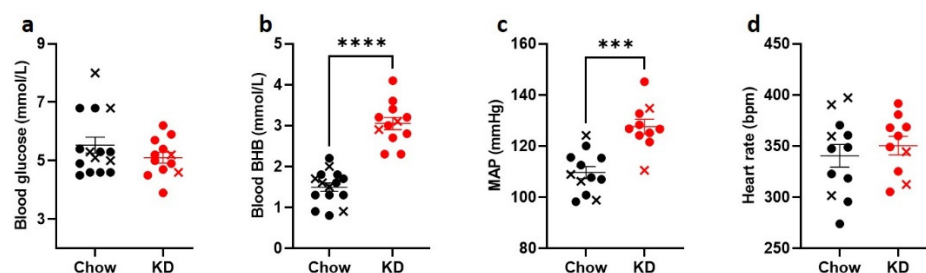 a
Blood glucose (mmol/L)
9
7
5
3
Chow
KD
b
Blood BHB (mmol/L)
5
4
3
2
1
0
****
Chow
KD
c
MAP (mmHg)
160
140
120
100
80
***
Chow
KD
d
Heart rate (bpm)
450
400
350
300
250
Chow
KD